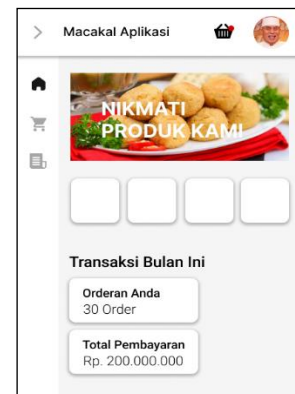 Macakal Aplikasi
NIKMATI
PRODUK KAMI
Transaksi Bulan Ini
Orderan Anda
30 Order
Total Pembayaran
Rp. 200.000.000